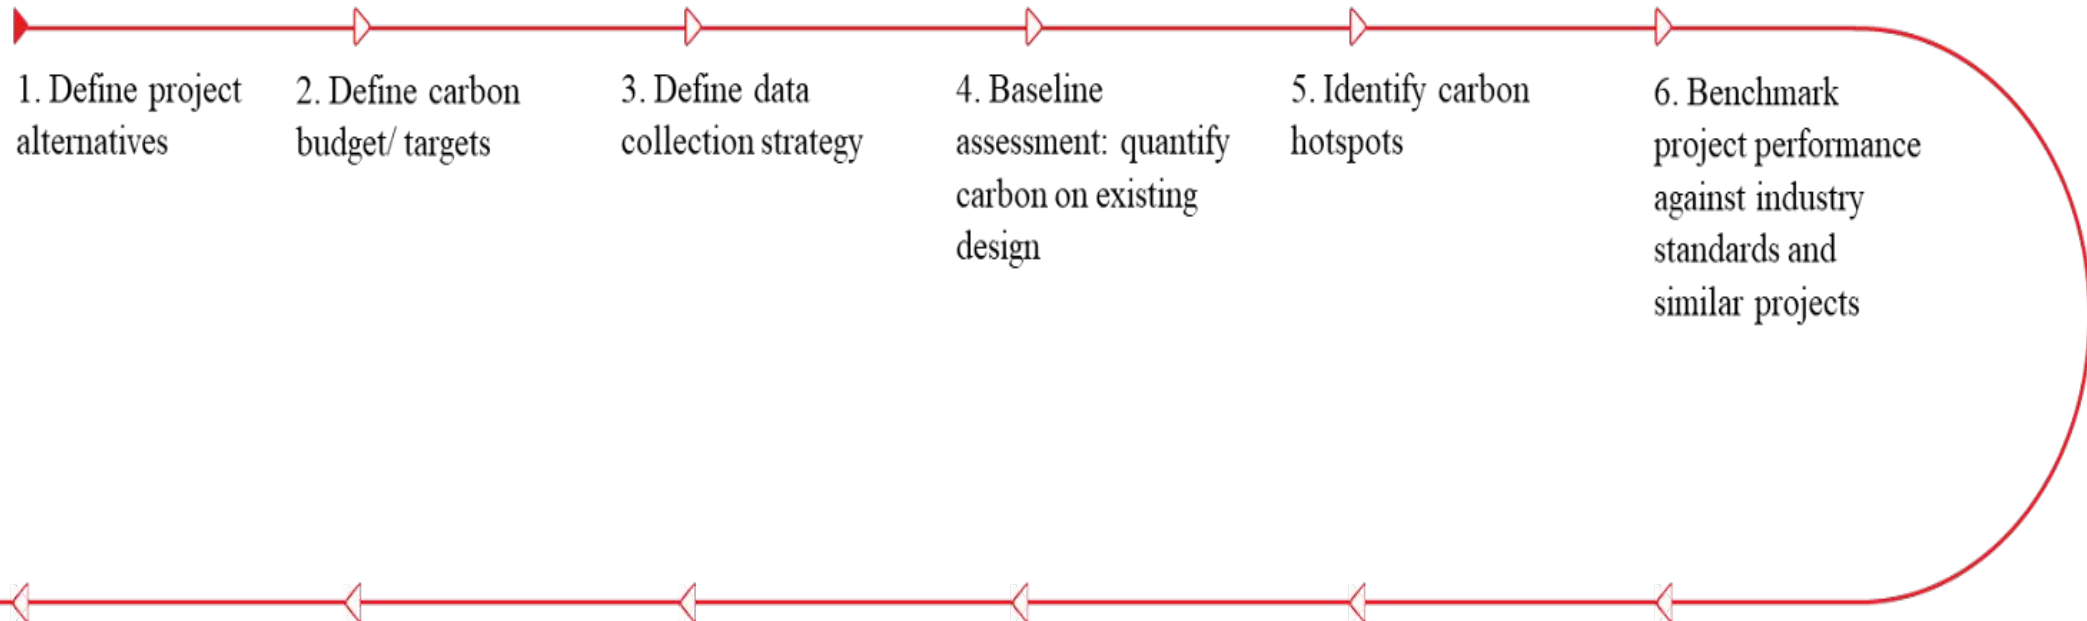 1. Define project
alternatives
2. Define carbon
budget/ targets
3. Define data
collection strategy
4. Baseline
assessment: quantify
carbon on existing
design
5. Identify carbon
hotspots
6. Benchmark
project performance
against industry
standards and
similar projects